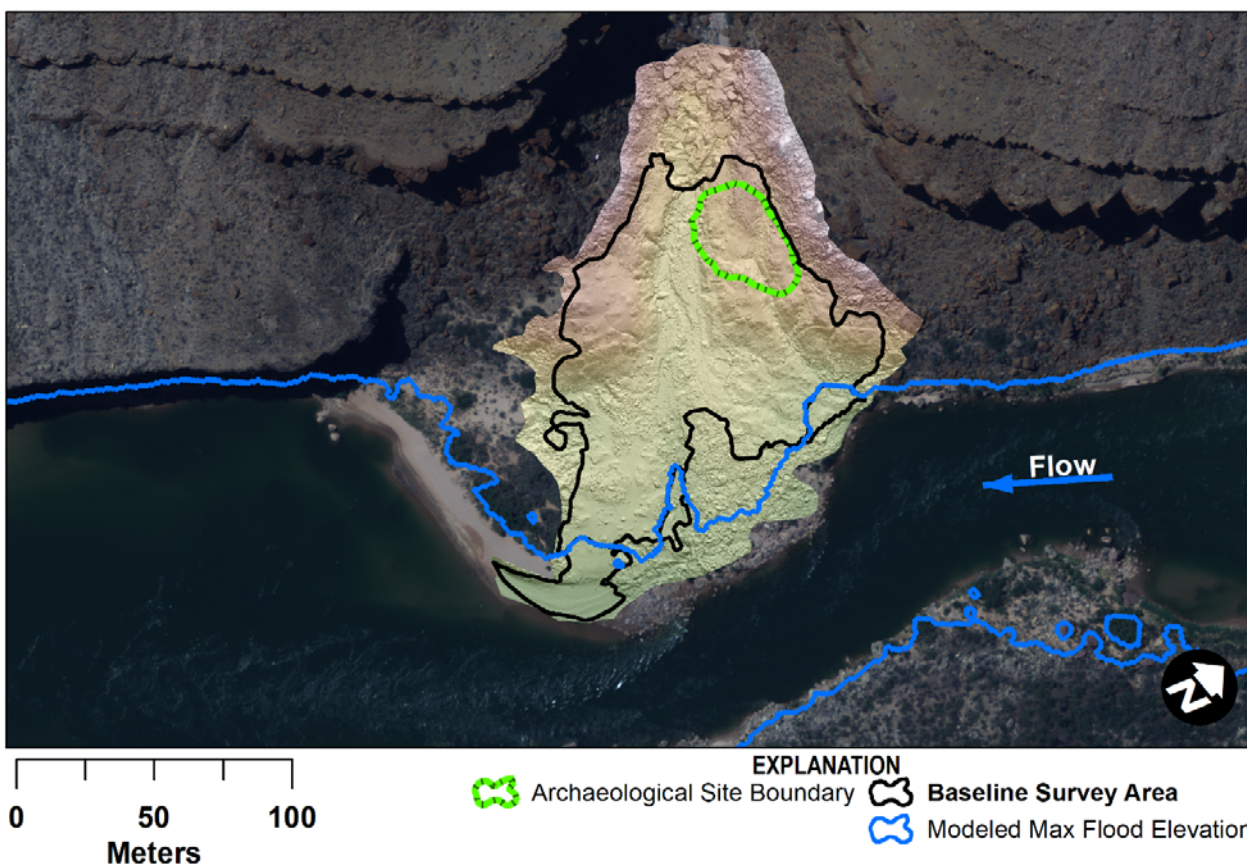 Flow
N
EXPLANATION
0 50 100
Meters
Archaeological Site Boundary
Baseline Survey Area
Modeled Max Flood Elevation